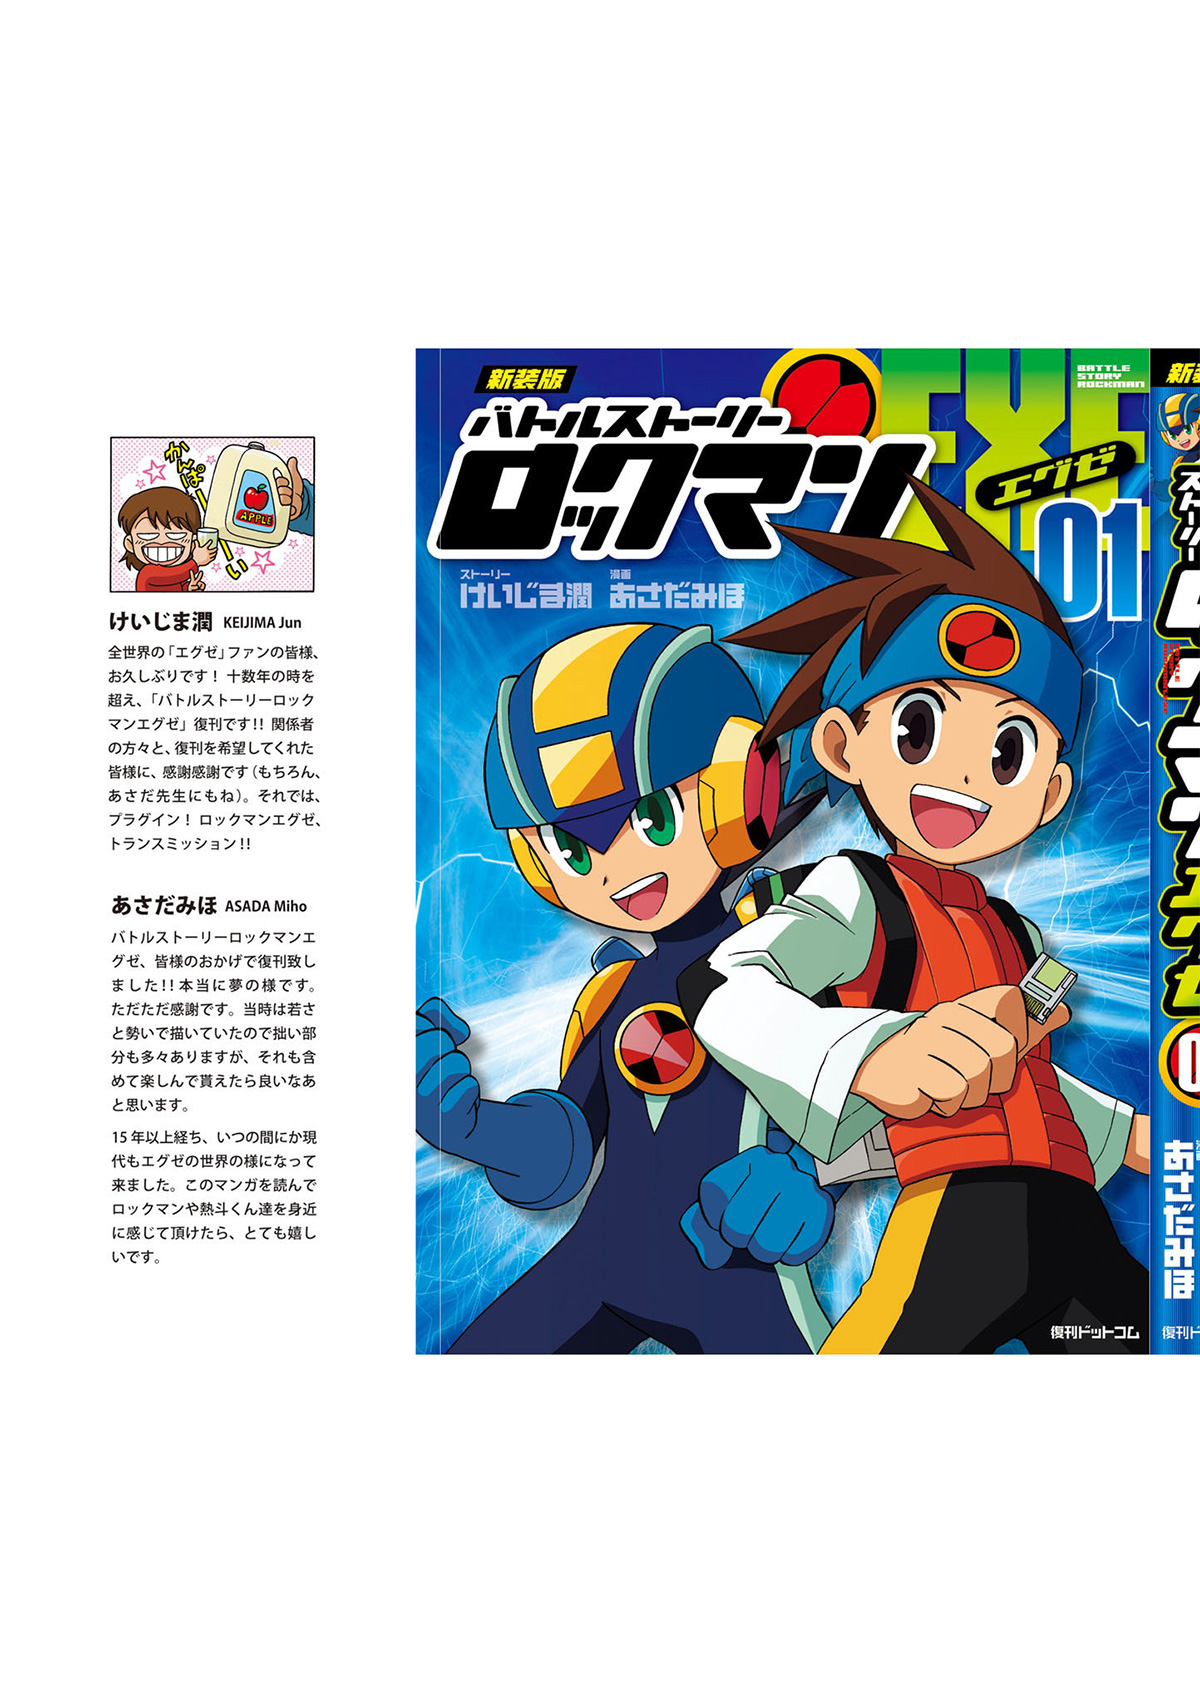 かんぱーーい
APPLE
けいじま潤 KEIJIMA Jun
全世界の「エグゼ」ファンの皆様、
お久しぶりです！ 十数年の時を
超え、「バトルストーリーロック
マンエグゼ」復刊です!! 関係者
の方々と、復刊を希望してくれた
皆様に、感謝感謝です（もちろん、
あさだ先生にもね）。それでは、
プラグイン！ ロックマンエグゼ、
トランスミッション!!
あさだみほ ASADA Miho
バトルストーリーロックマンエ
グゼ、皆様のおかげで復刊致し
ました!! 本当に夢の様です。
ただただ感謝です。当時は若さ
と勢いで描いていたので拙い部
分も多々ありますが、それも含
めて楽しんで貰えたら良いなあ
と思います。
15年以上経ち、いつの間にか現
代もエグゼの世界の様になって
来ました。このマンガを読んで
ロックマンや熱斗くん達を身近
に感じて頂けたら、とても嬉し
いです。
新装版
バトルストーリー
ロックマン
EXE
エグゼ
01
BATTLE
STORY
ROCKMAN
ストーリー
けいじま潤
漫画
あさだみほ
復刊ドットコム
新装
ストーリー
あさだみほ
復刊ド